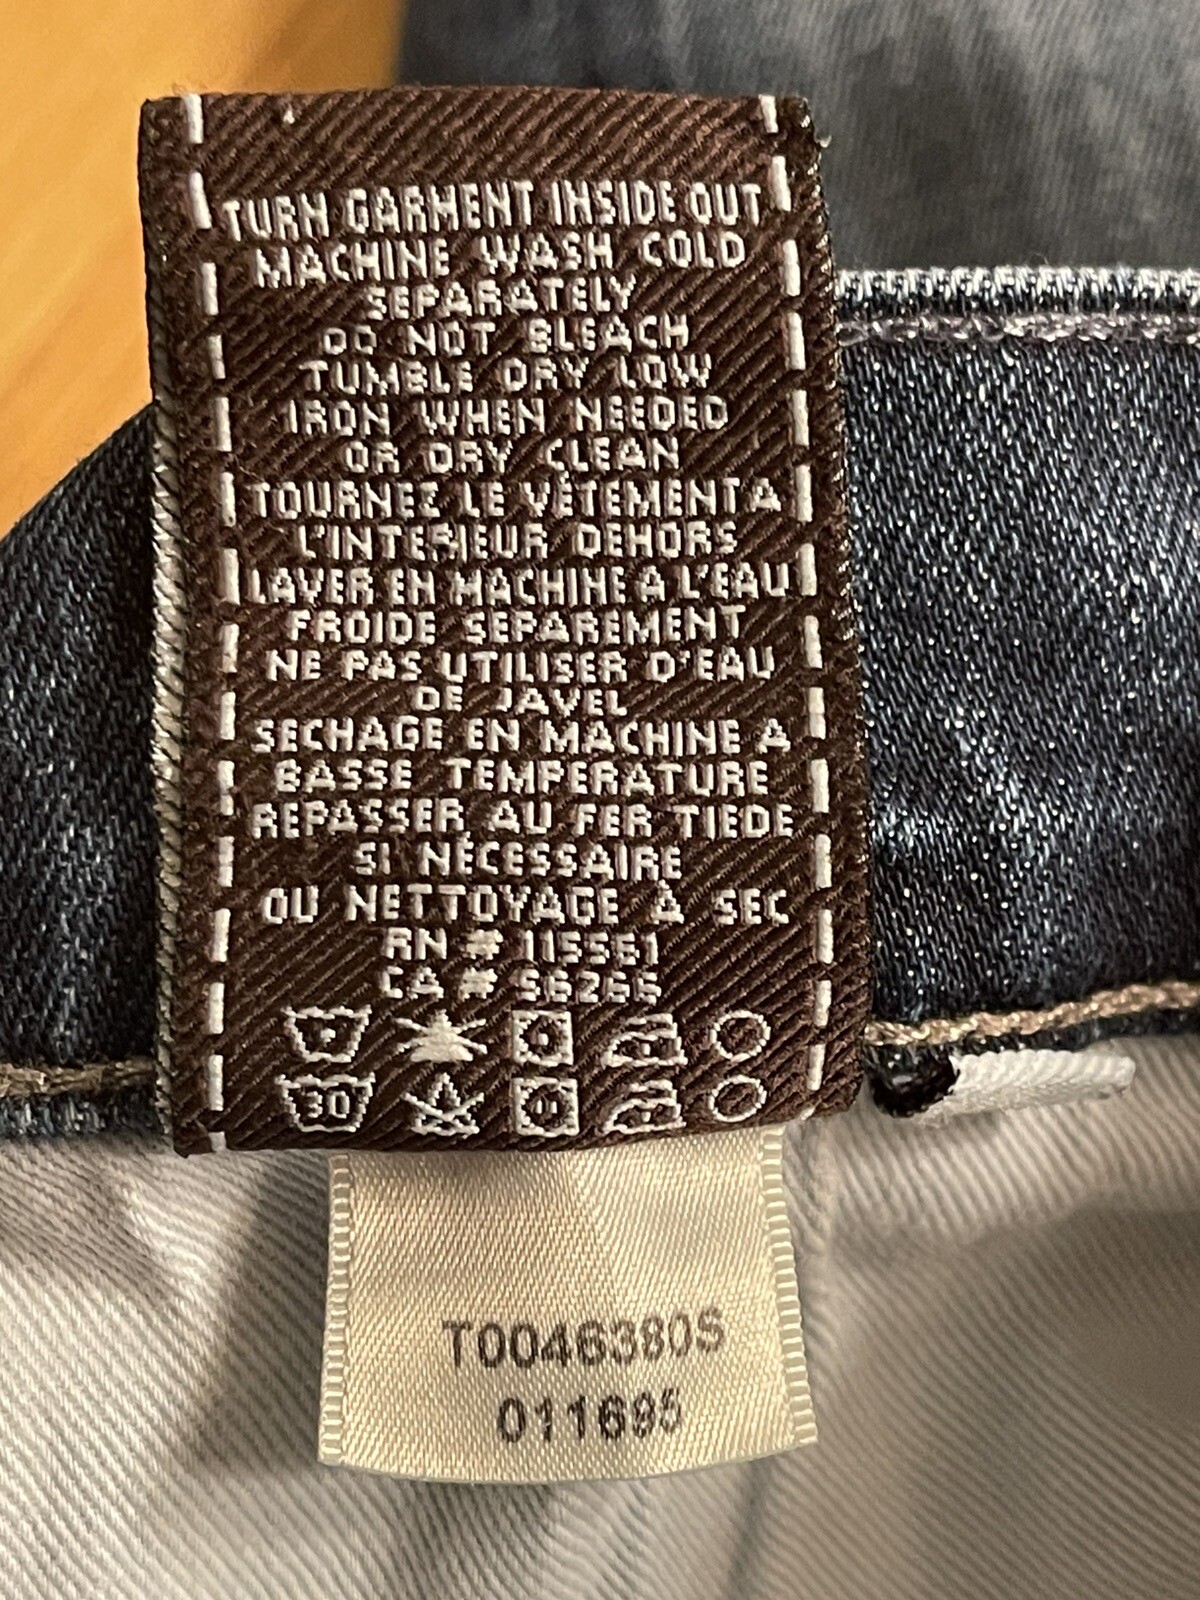 TURN GARMENT INSIDE OUT
MACHINE WASH COLD
SEPARATELY
DO NOT BLEACH
TUMBLE DRY LOW
IRON WHEN NEEDED
OR DRY CLEAN
TOURNEZ LE VÊTEMENT A
L'INTERIEUR DEHORS
LAVER EN MACHINE A L'EAU
FROIDE SEPAREMENT
NE PAS UTILISER D'EAU
DE JAVEL
SECHAGE EN MACHINE A
BASSE TEMPERATURE
REPASSER AU FER TIEDE
SI NÉCESSAIRE
OU NETTOYAGE À SEC
RN # 115561
CA # 56266
30
T0046380S
011695